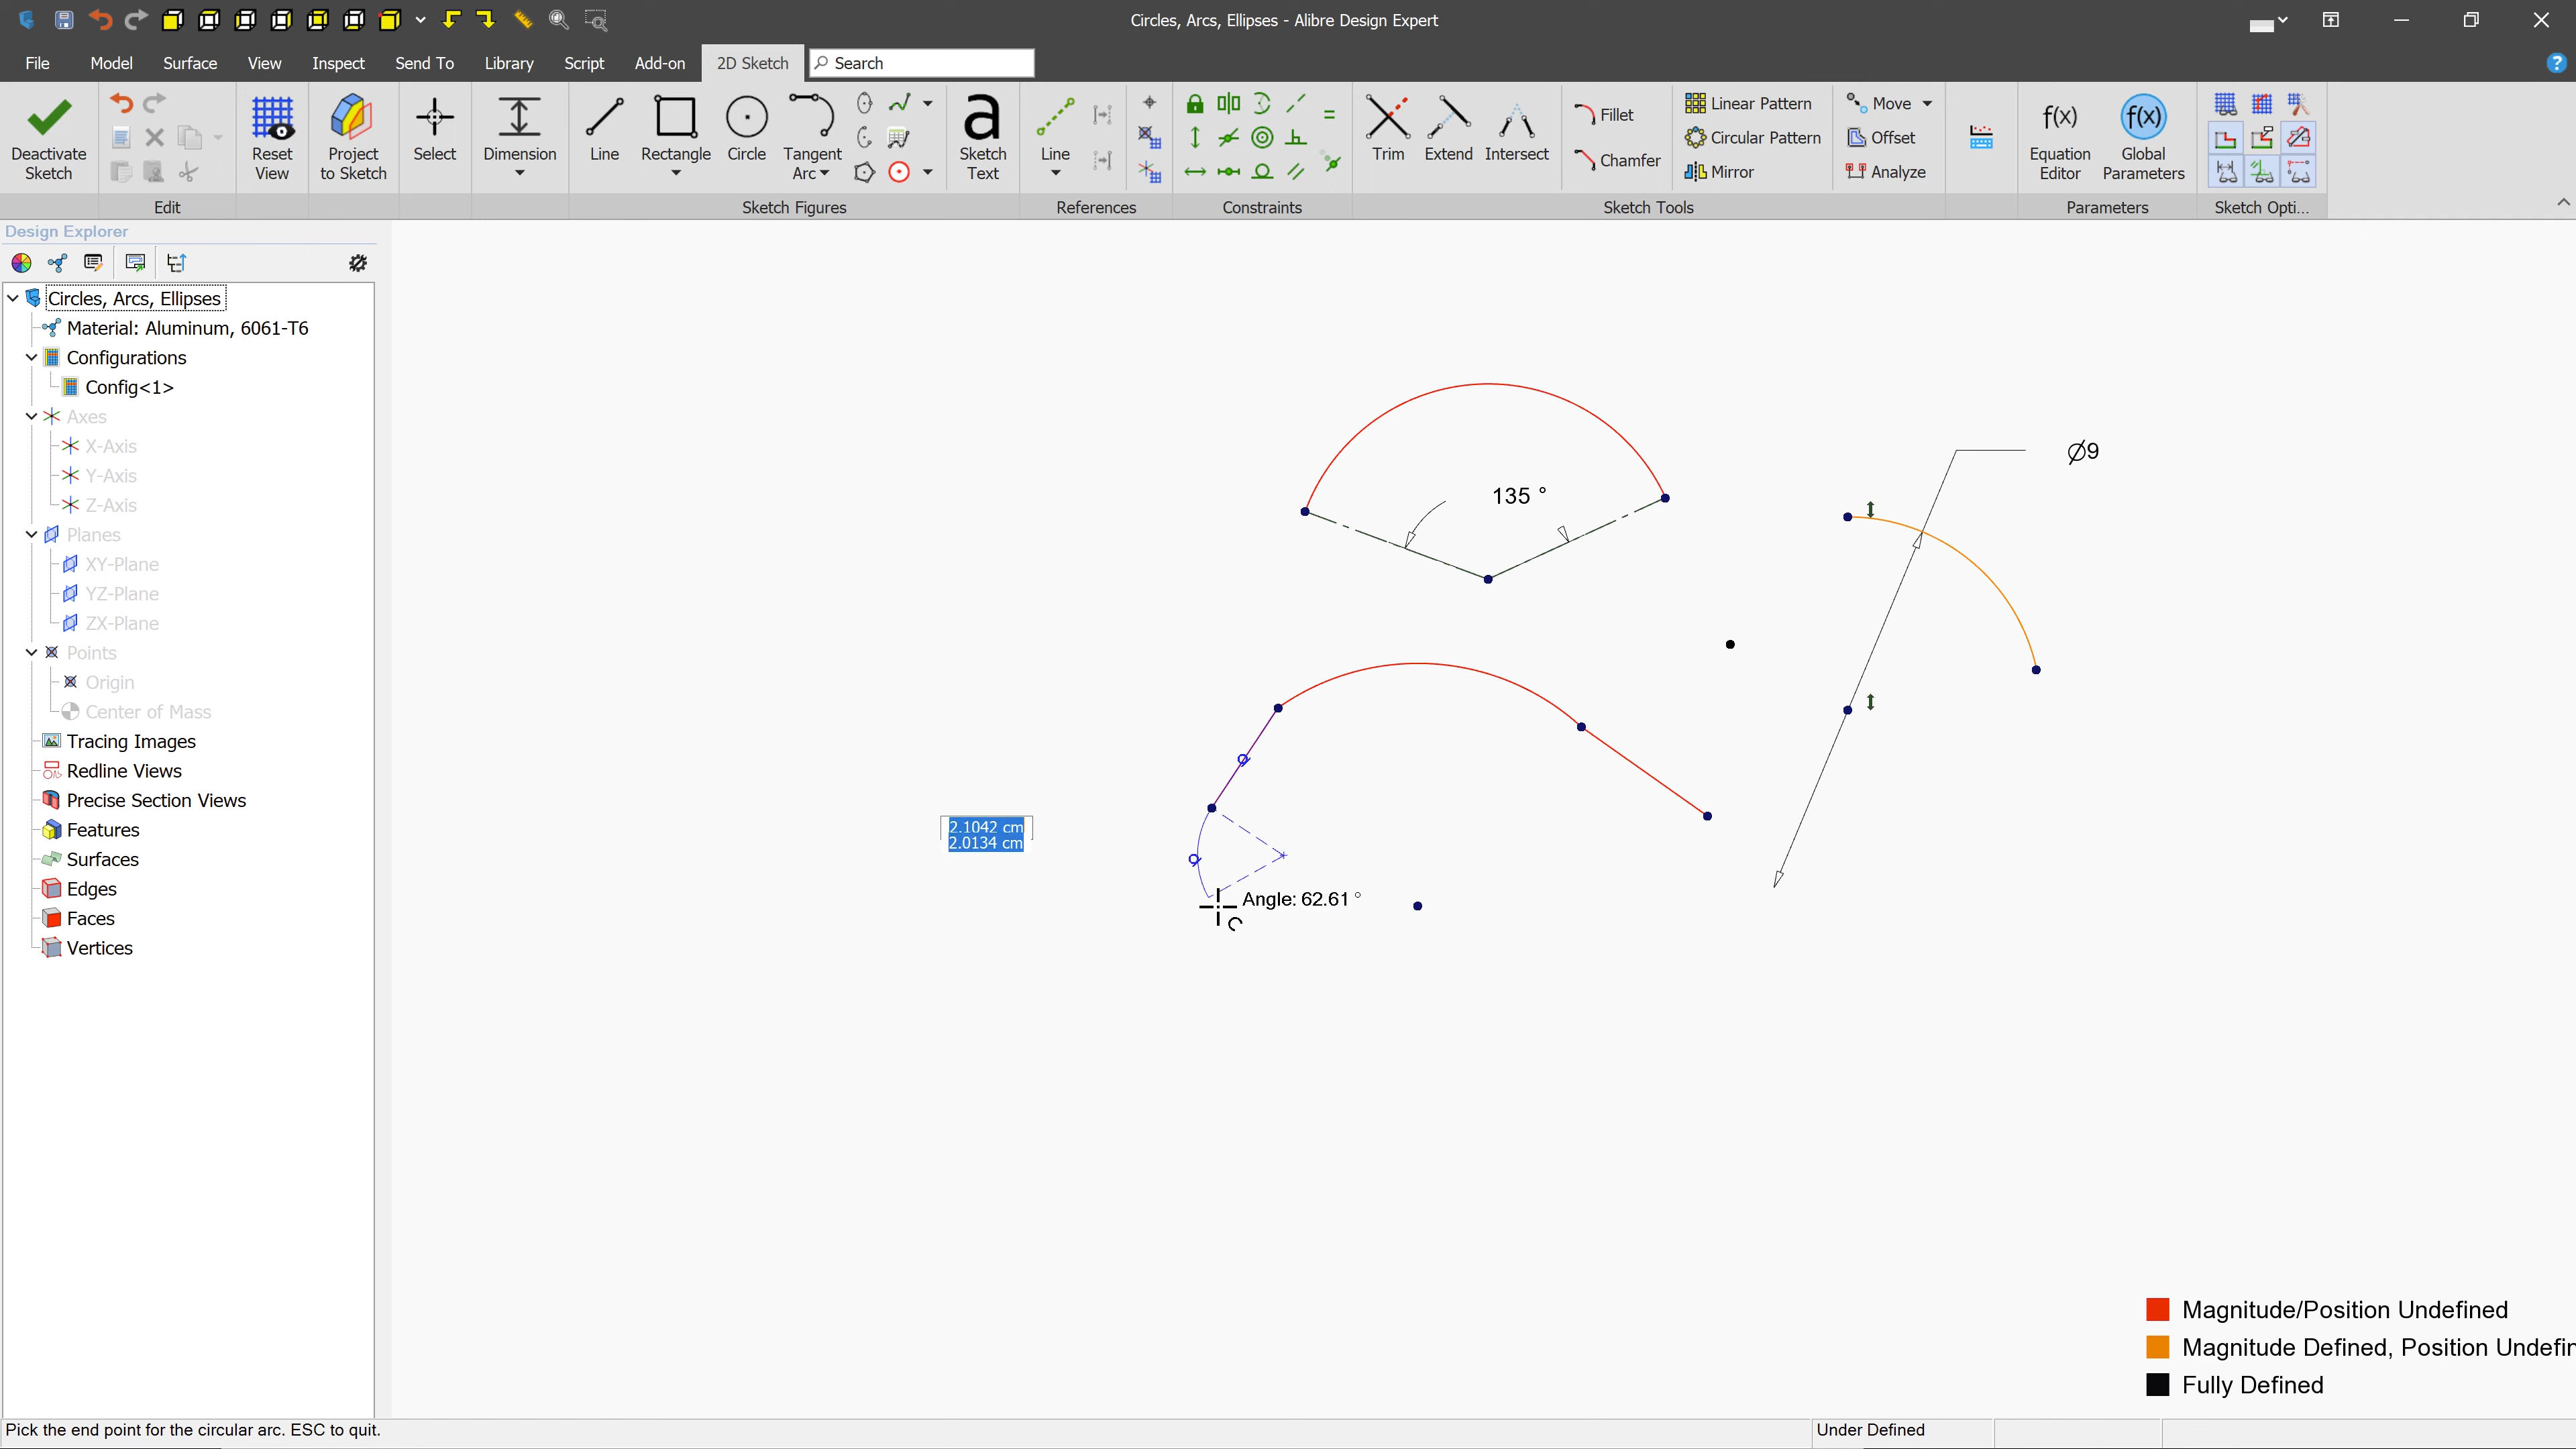 Circles, Arcs, Ellipses - Alibre Design Expert
File Model Surface View Inspect Send To Library Script Add-on 2D Sketch Search
Deactivate Sketch
Reset View
Project to Sketch
Select
Dimension
Line
Rectangle
Circle
Tangent Arc
Sketch Text
Line
Trim
Extend
Intersect
Fillet
Chamfer
Linear Pattern
Circular Pattern
Mirror
Move
Offset
Analyze
Equation Editor
Global Parameters
f(x)
f(x)
Edit
Sketch Figures
References
Constraints
Sketch Tools
Parameters
Sketch Opti...
Design Explorer
Circles, Arcs, Ellipses
Material: Aluminum, 6061-T6
Configurations
Config<1>
Axes
X-Axis
Y-Axis
Z-Axis
Planes
XY-Plane
YZ-Plane
ZX-Plane
Points
Origin
Center of Mass
Tracing Images
Redline Views
Precise Section Views
Features
Surfaces
Edges
Faces
Vertices
135 °
∅9
2.1042 cm
2.0134 cm
Angle: 62.61 °
Magnitude/Position Undefined
Magnitude Defined, Position Undefin
Fully Defined
Pick the end point for the circular arc. ESC to quit.
Under Defined